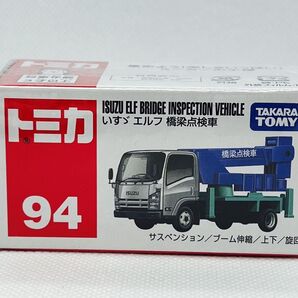 トミカ
94
ISUZU ELF BRIDGE INSPECTION VEHICLE
いすゞ エルフ 橋梁点検車
TAKARA
TOMY
橋梁点検車
ISUZU
サスペンション/ブーム伸縮/上下/旋回